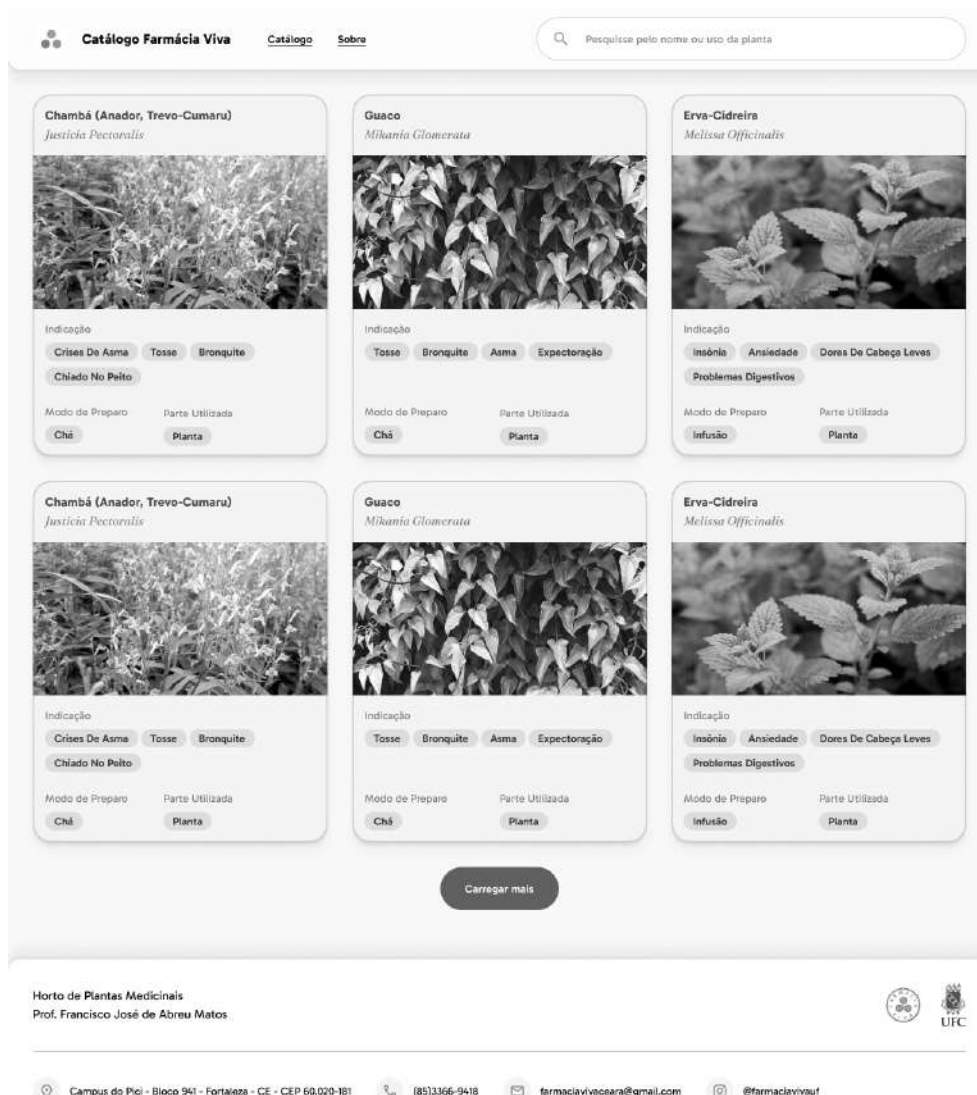 Catálogo Farmácia Viva Catálogo Sobre Pesquisse pelo nome ou uso da planta
Chambá (Anador, Trevo-Cumaru)
Justicia Pectoralis
Indicação
Crises De Asma Tosse Bronquite
Chiado No Peito
Modo de Preparo Parte Utilizada
Chá Planta
Guaco
Mikania Glomerata
Indicação
Tosse Bronquite Asma Expectoração
Modo de Preparo Parte Utilizada
Chá Planta
Erva-Cidreira
Melissa Officinalis
Indicação
Insônia Ansiedade Dores De Cabeça Leves
Problemas Digestivos
Modo de Preparo Parte Utilizada
Infusão Planta
Chambá (Anador, Trevo-Cumaru)
Justicia Pectoralis
Indicação
Crises De Asma Tosse Bronquite
Chiado No Peito
Modo de Preparo Parte Utilizada
Chá Planta
Guaco
Mikania Glomerata
Indicação
Tosse Bronquite Asma Expectoração
Modo de Preparo Parte Utilizada
Chá Planta
Erva-Cidreira
Melissa Officinalis
Indicação
Insônia Ansiedade Dores De Cabeça Leves
Problemas Digestivos
Modo de Preparo Parte Utilizada
Infusão Planta
Carregar mais
Horto de Plantas Medicinais
Prof. Francisco José de Abreu Matos
UFC
Campus do Pici - Bloco 941 - Fortaleza - CE - CEP 60.020-181 (85)3366-9418 farmaciavivaceara@gmail.com @farmaciavivauf